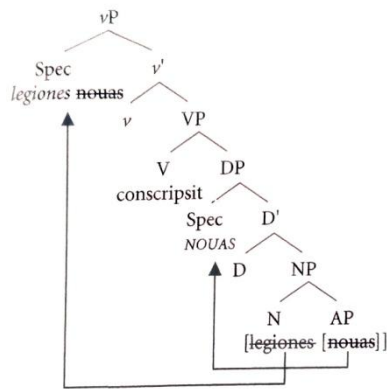 vP
Spec v'
legiones nouas
v VP
V DP
conscripsit
Spec D'
NOUAS
D NP
N AP
[legiones [nouas]]